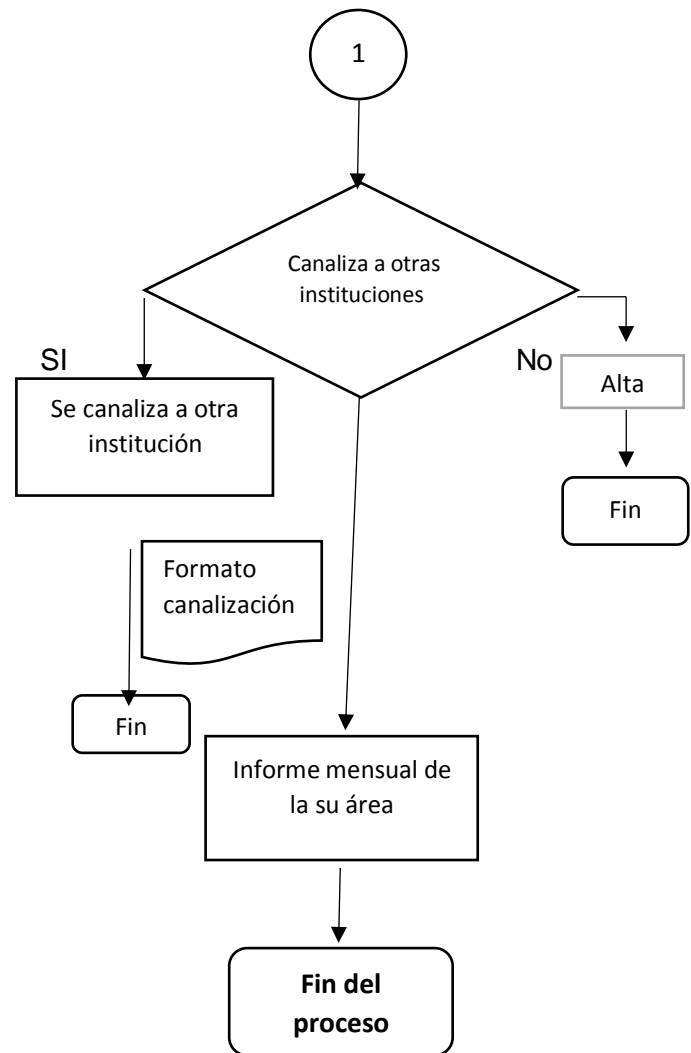 1
Canaliza a otras
instituciones
SI
No
Se canaliza a otra
institución
Alta
Fin
Formato
canalización
Fin
Informe mensual de
la su área
Fin del
proceso